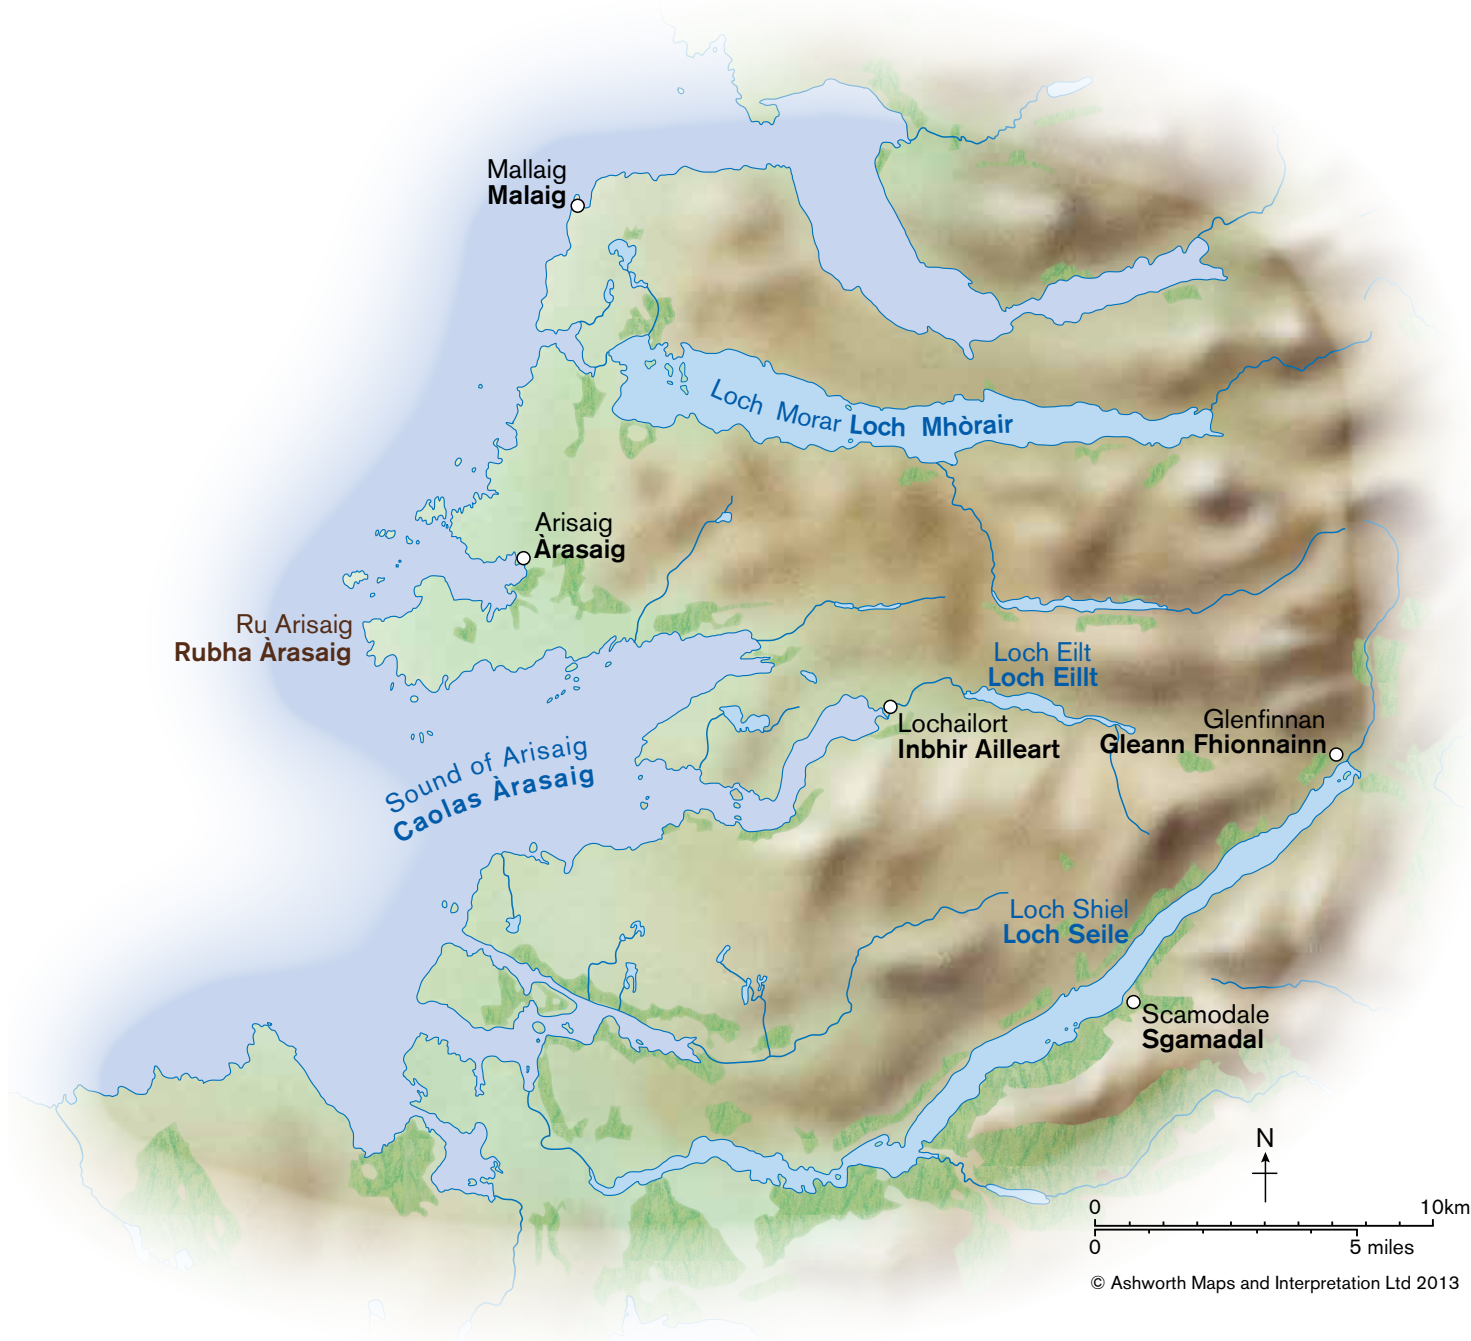 Mallaig
Malaig
Loch Morar Loch Mhòrair
Arisaig
Àrasaig
Ru Arisaig
Rubha Àrasaig
Loch Eilt
Loch Eillt
Lochailort
Inbhir Ailleart
Glenfinnan
Gleann Fhionnainn
Sound of Arisaig
Caolas Àrasaig
Loch Shiel
Loch Seile
Scamodale
Sgamadal
N
0 10km
0 5 miles
© Ashworth Maps and Interpretation Ltd 2013